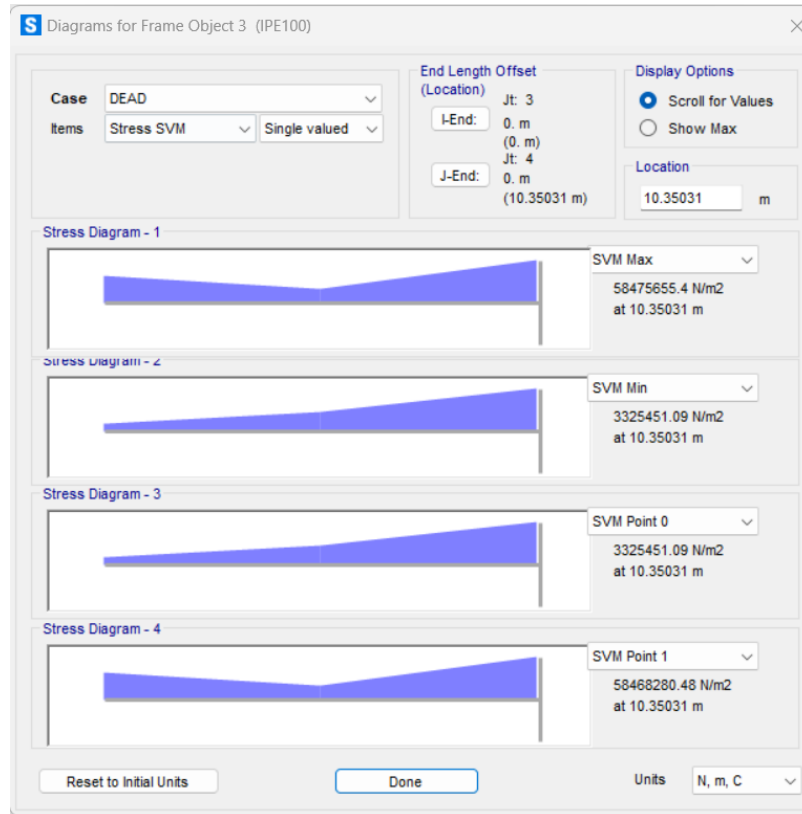 S Diagrams for Frame Object 3 (IPE100)
Case DEAD
Items Stress SVM Single valued
End Length Offset
(Location)
I-End: Jt: 3
0. m
(0. m)
J-End: Jt: 4
0. m
(10.35031 m)
Display Options
Scroll for Values
Show Max
Location
10.35031 m
Stress Diagram - 1
SVM Max
58475655.4 N/m2
at 10.35031 m
Stress Diagram - 2
SVM Min
3325451.09 N/m2
at 10.35031 m
Stress Diagram - 3
SVM Point 0
3325451.09 N/m2
at 10.35031 m
Stress Diagram - 4
SVM Point 1
58468280.48 N/m2
at 10.35031 m
Reset to Initial Units Done Units N, m, C